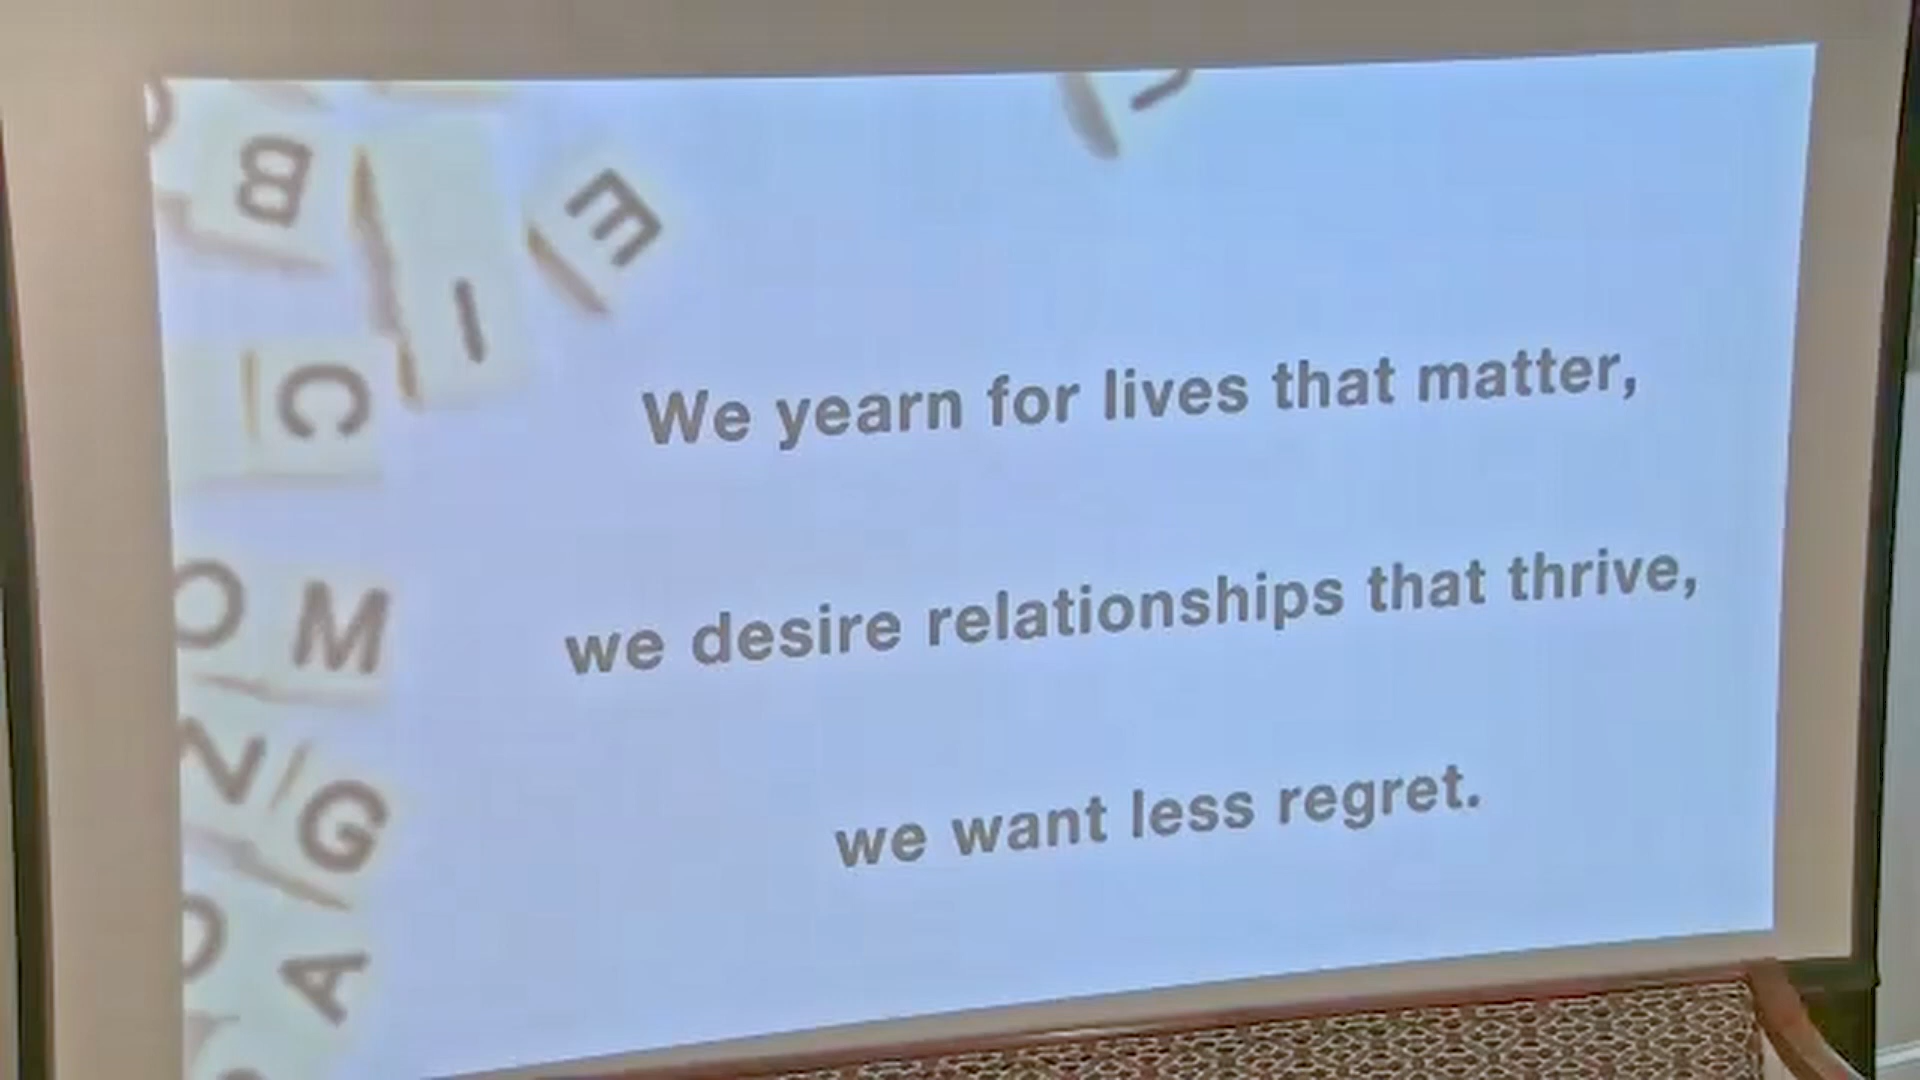 B
I
E
C
O M
N G
A
We yearn for lives that matter,
we desire relationships that thrive,
we want less regret.